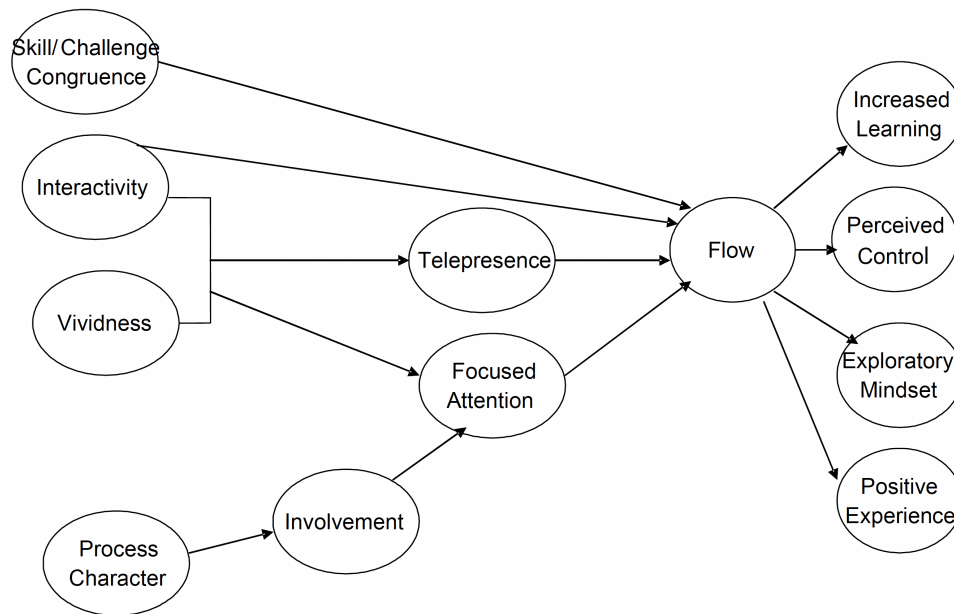 Skill/Challenge
Congruence
Interactivity
Vividness
Process
Character
Involvement
Telepresence
Focused
Attention
Flow
Increased
Learning
Perceived
Control
Exploratory
Mindset
Positive
Experience